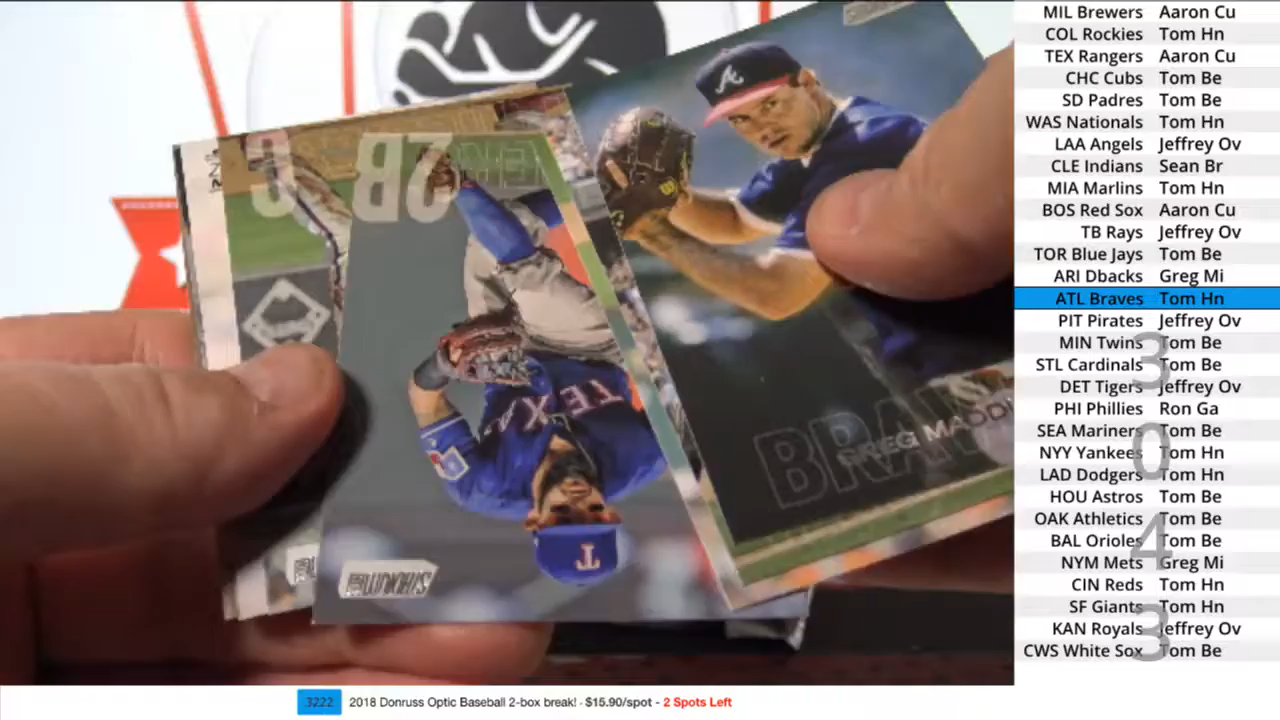 MIL Brewers Aaron Cu
COL Rockies Tom Hn
TEX Rangers Aaron Cu
CHC Cubs Tom Be
SD Padres Tom Be
WAS Nationals Tom Hn
LAA Angels Jeffrey Ov
CLE Indians Sean Br
MIA Marlins Tom Hn
BOS Red Sox Aaron Cu
TB Rays Jeffrey Ov
TOR Blue Jays Tom Be
ARI Dbacks Greg Mi
ATL Braves Tom Hn
PIT Pirates Jeffrey Ov
MIN Twins Tom Be
STL Cardinals Tom Be
DET Tigers Jeffrey Ov
PHI Phillies Ron Ga
SEA Mariners Tom Be
NYY Yankees Tom Hn
LAD Dodgers Tom Hn
HOU Astros Tom Be
OAK Athletics Tom Be
BAL Orioles Tom Be
NYM Mets Greg Mi
CIN Reds Tom Hn
SF Giants Tom Hn
KAN Royals Jeffrey Ov
CWS White Sox Tom Be
3
0
4
3
A
2B
TEXA
T
STADIUM
BRA
GREG MADDU
3222 2018 Donruss Optic Baseball 2-box break! - $15.90/spot - 2 Spots Left